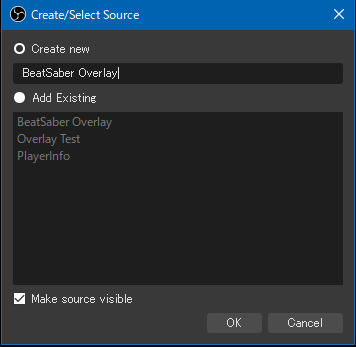 Create/Select Source
Create new
BeatSaber Overlay
Add Existing
BeatSaber Overlay
Overlay Test
PlayerInfo
Make source visible
OK
Cancel